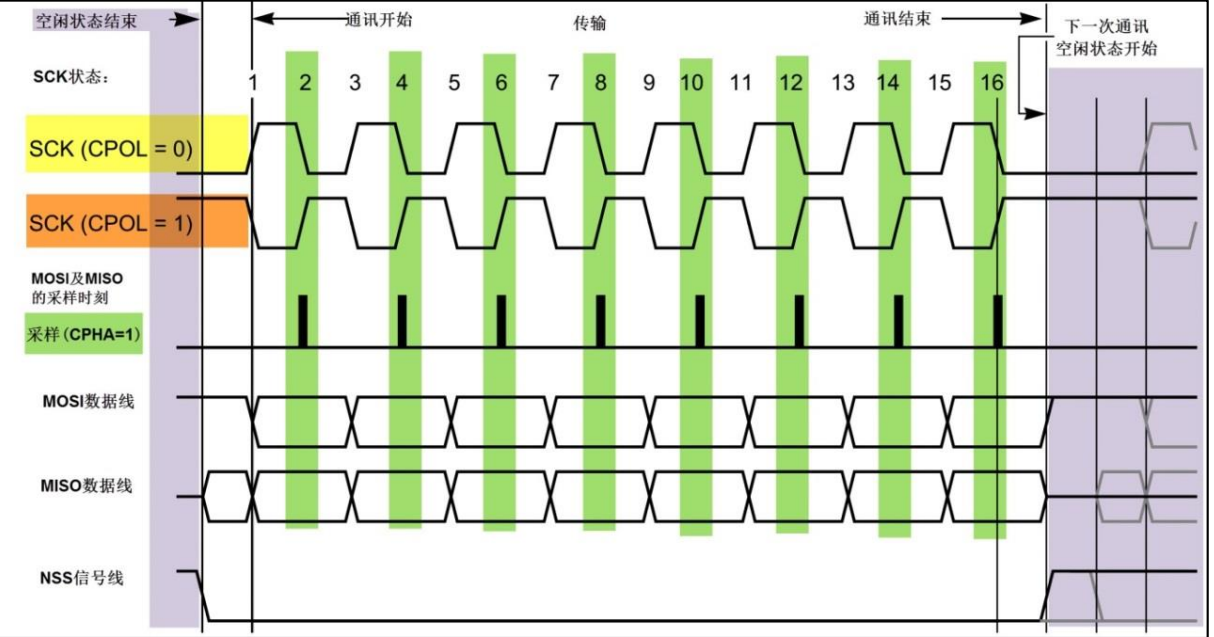 空闲状态结束
通讯开始
传输
通讯结束
下一次通讯
空闲状态开始
SCK状态:
1 2 3 4 5 6 7 8 9 10 11 12 13 14 15 16
SCK (CPOL = 0)
SCK (CPOL = 1)
MOSI及MISO
的采样时刻
采样(CPHA=1)
MOSI数据线
MISO数据线
NSS信号线